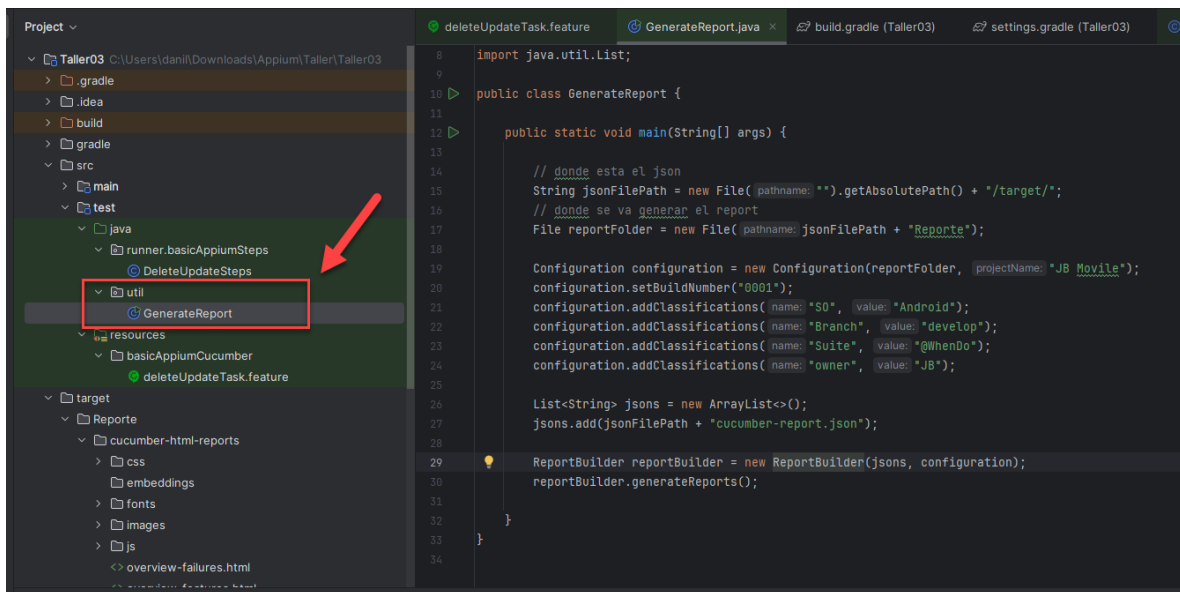 Project
Taller03 C:\Users\danil\Downloads\Appium\Taller\Taller03
.gradle
.idea
build
gradle
src
main
test
java
runner.basicAppiumSteps
DeleteUpdateSteps
util
GenerateReport
resources
basicAppiumCucumber
deleteUpdateTask.feature
target
Reporte
cucumber-html-reports
css
embeddings
fonts
images
js
overview-failures.html
deleteUpdateTask.feature GenerateReport.java build.gradle (Taller03) settings.gradle (Taller03)
8 import java.util.List;
9
10 public class GenerateReport {
11
12 public static void main(String[] args) {
13
14 // donde esta el json
15 String jsonFilePath = new File( pathname: "").getAbsolutePath() + "/target/";
16 // donde se va generar el report
17 File reportFolder = new File( pathname: jsonFilePath + "Reporte");
18
19 Configuration configuration = new Configuration(reportFolder, projectName: "JB Movile");
20 configuration.setBuildNumber("0001");
21 configuration.addClassifications( name: "SO", value: "Android");
22 configuration.addClassifications( name: "Branch", value: "develop");
23 configuration.addClassifications( name: "Suite", value: "@WhenDo");
24 configuration.addClassifications( name: "owner", value: "JB");
25
26 List<String> jsons = new ArrayList<>();
27 jsons.add(jsonFilePath + "cucumber-report.json");
28
29 ReportBuilder reportBuilder = new ReportBuilder(jsons, configuration);
30 reportBuilder.generateReports();
31
32 }
33 }
34